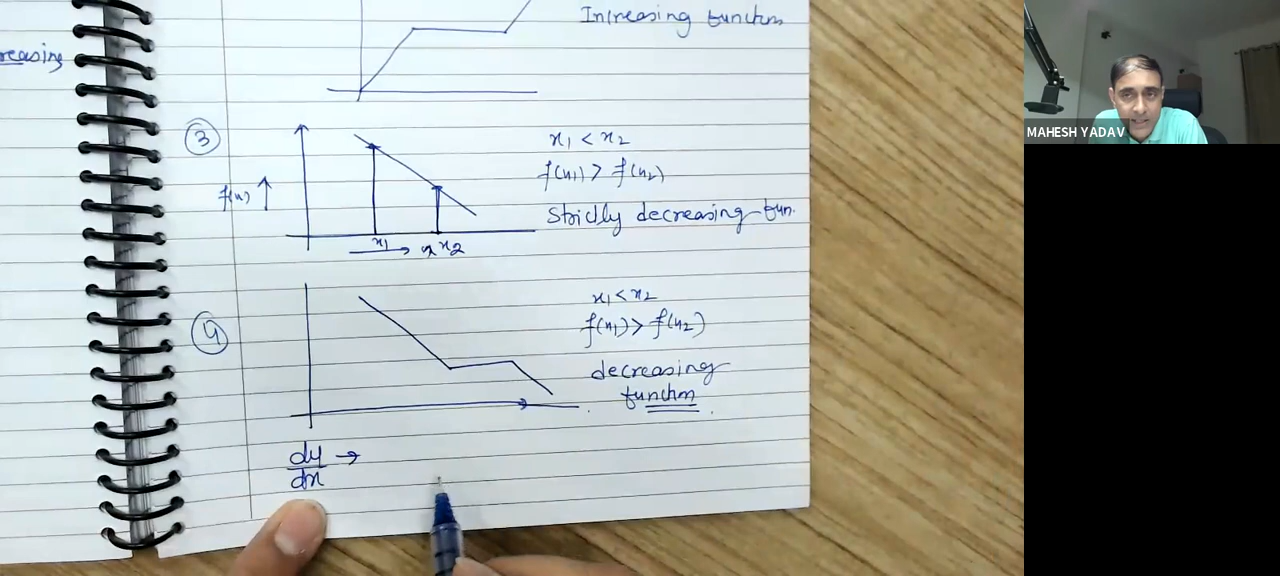 reasing
Increasing function
MAHESH YADAV
3
x1 < x2
f(x1) > f(x2)
f(x) ↑
Strictly decreasing fun.
x1 → x x2
4
x1 < x2
f(x1) > f(x2)
decreasing
function
dy/dx →